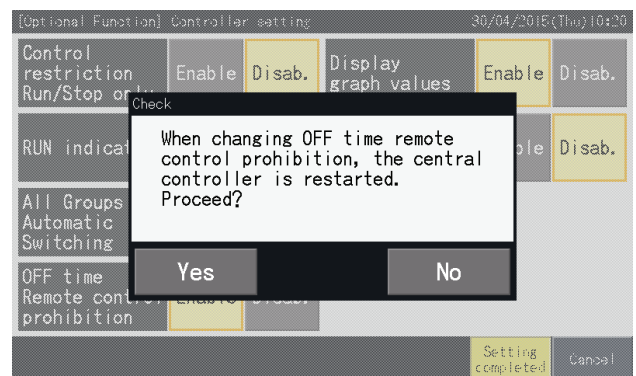 [Optional Function] Controller setting 30/04/2015(Thu)10:20
Control
restriction
Run/Stop only
Enable Disab.
Display
graph values
Enable Disab.
Check
When changing OFF time remote
control prohibition, the central
controller is restarted.
Proceed?
Yes No
RUN
Disab.
All Groups
Automatic
Switching
OFF time
Remote
prohibition
Enable Disab.
Setting
completed
Cancel